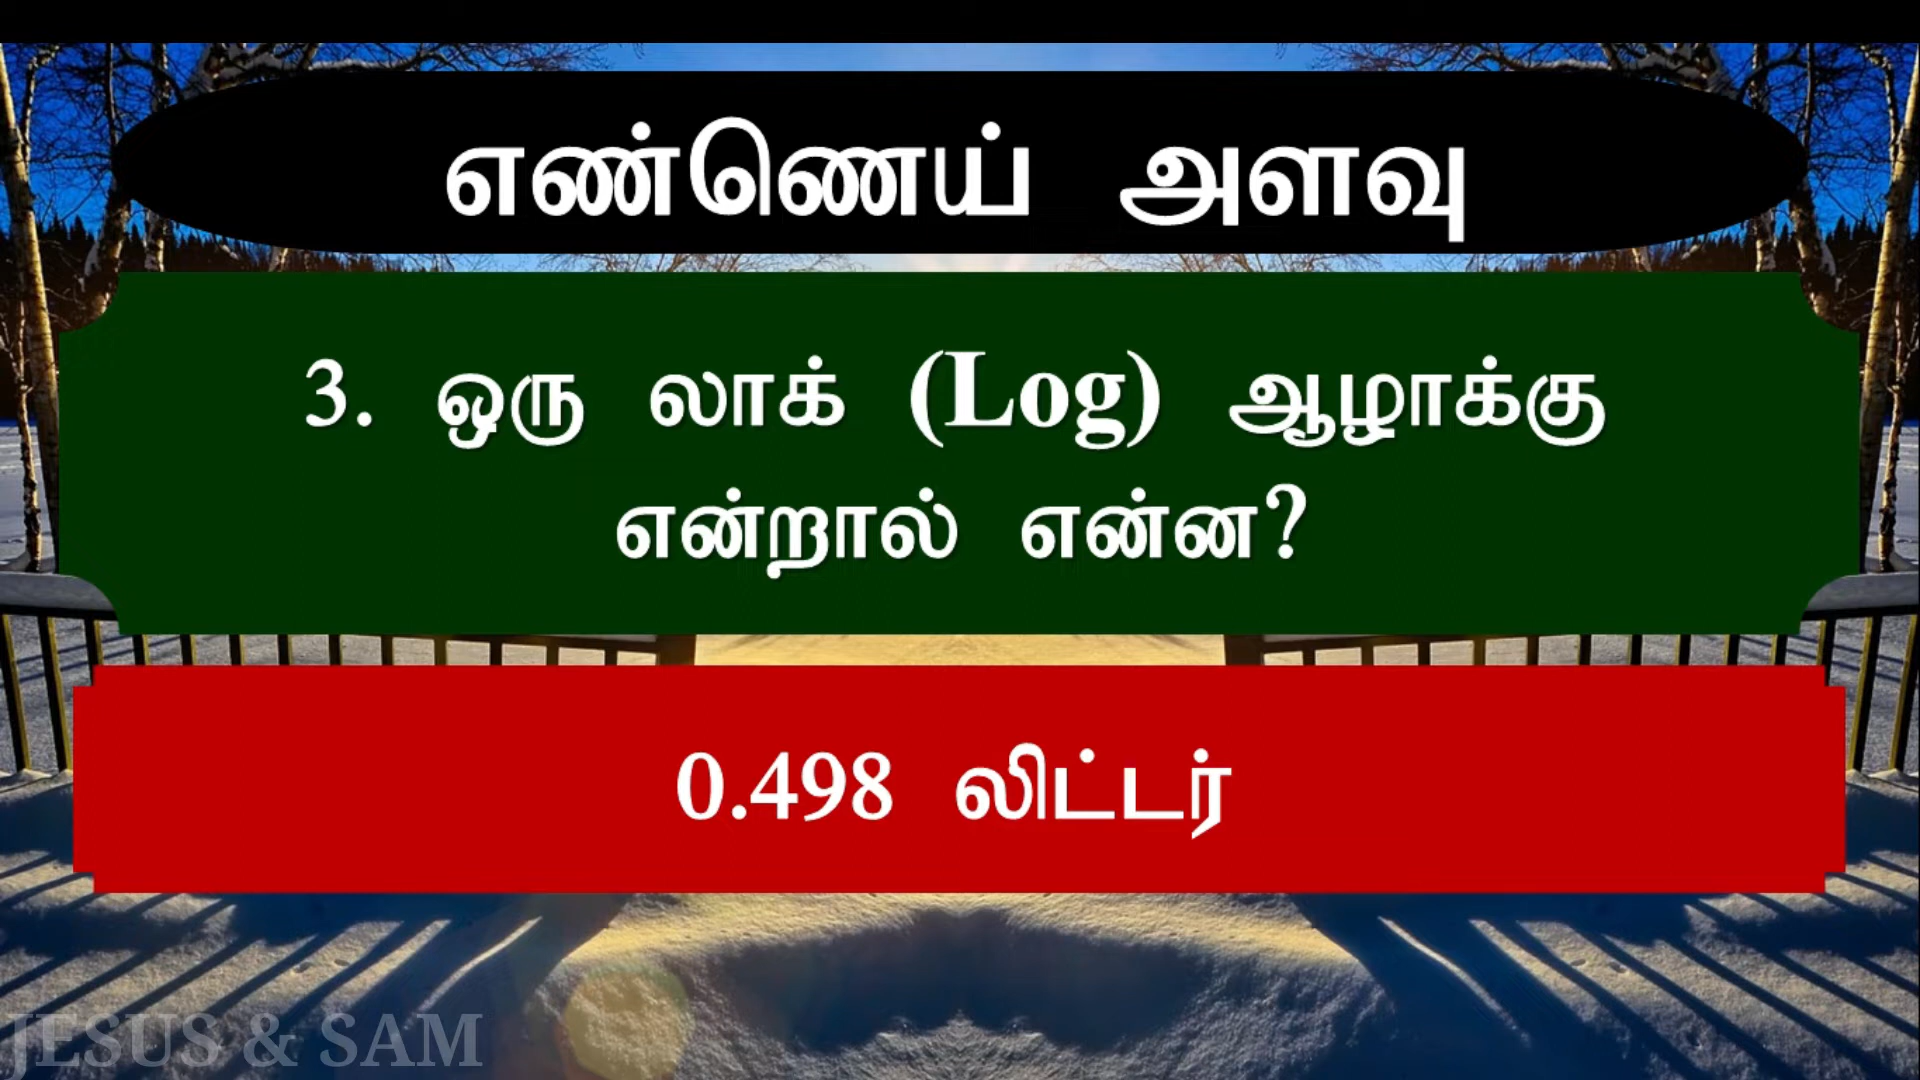 எண்ணெய் அளவு
3. ஒரு லாக் (Log) ஆழாக்கு
என்றால் என்ன?
0.498 லிட்டர்
JESUS & SAM